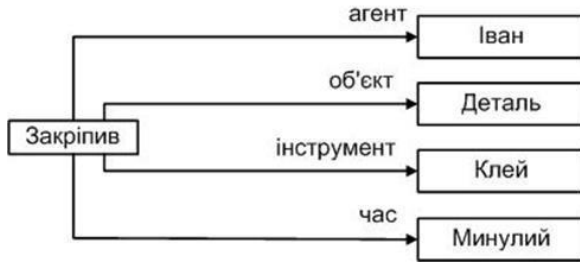 агент
Іван
об'єкт
Деталь
Закріпив
інструмент
Клей
час
Минулий